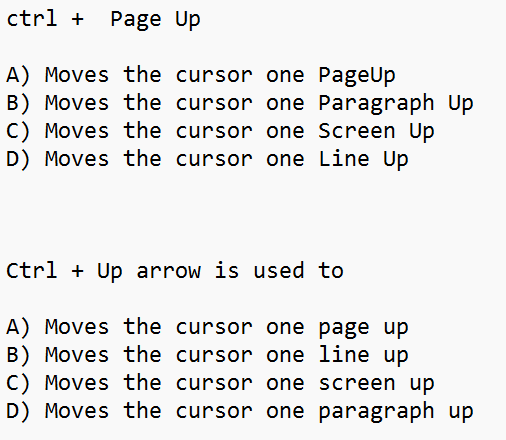 ctrl +  Page Up
A) Moves the cursor one PageUp
B) Moves the cursor one Paragraph Up
C) Moves the cursor one Screen Up
D) Moves the cursor one Line Up
Ctrl + Up arrow is used to
A) Moves the cursor one page up
B) Moves the cursor one line up
C) Moves the cursor one screen up
D) Moves the cursor one paragraph up